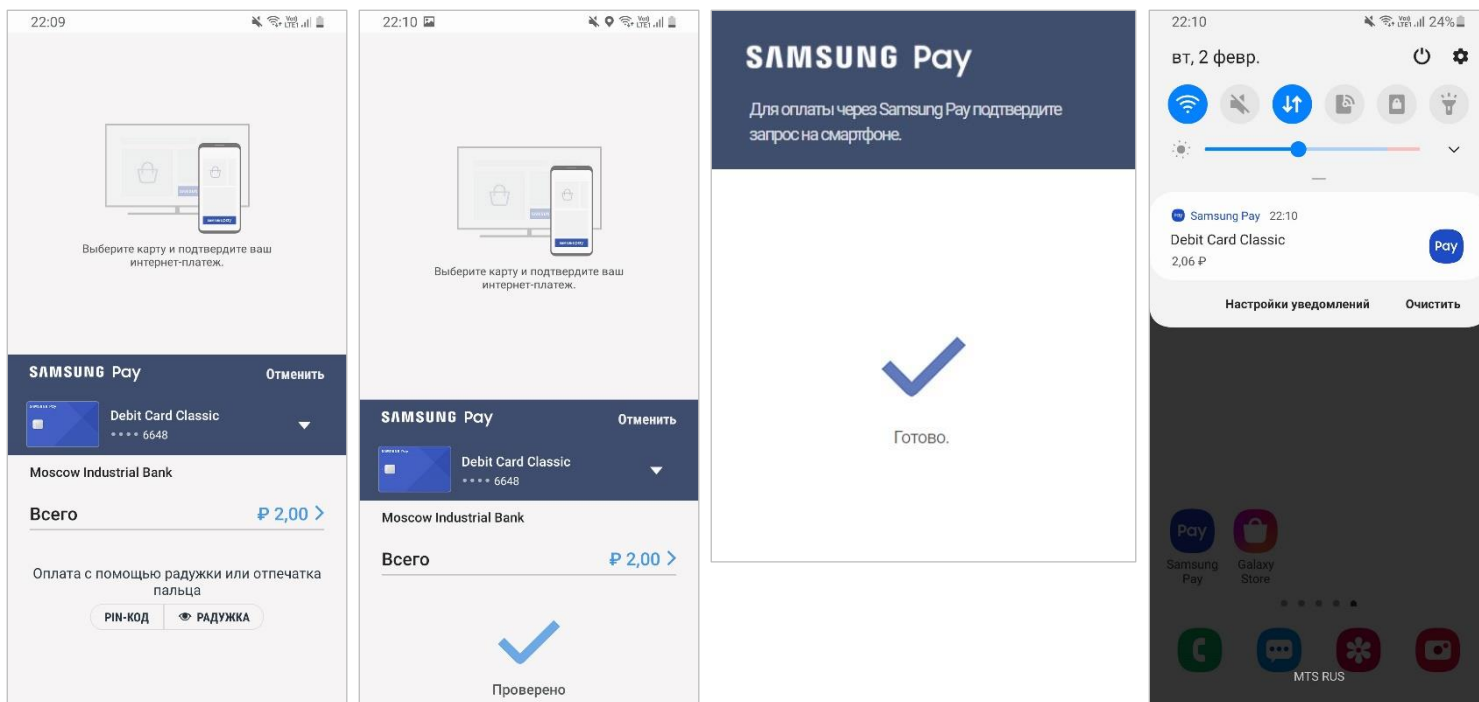 22:09
Выберите карту и подтвердите ваш
интернет-платеж.
SAMSUNG Pay
Отменить
Debit Card Classic
•••• 6648
Moscow Industrial Bank
Всего
₽ 2,00 >
Оплата с помощью радужки или отпечатка
пальца
PIN-КОД
РАДУЖКА
22:10
Выберите карту и подтвердите ваш
интернет-платеж.
SAMSUNG Pay
Отменить
Debit Card Classic
•••• 6648
Moscow Industrial Bank
Всего
₽ 2,00 >
Проверено
SAMSUNG Pay
Для оплаты через Samsung Pay подтвердите
запрос на смартфоне.
Готово.
22:10
24%
вт, 2 февр.
Samsung Pay 22:10
Debit Card Classic
2,06 ₽
Pay
Настройки уведомлений
Очистить
Pay
Samsung
Pay
Galaxy
Store
MTS RUS